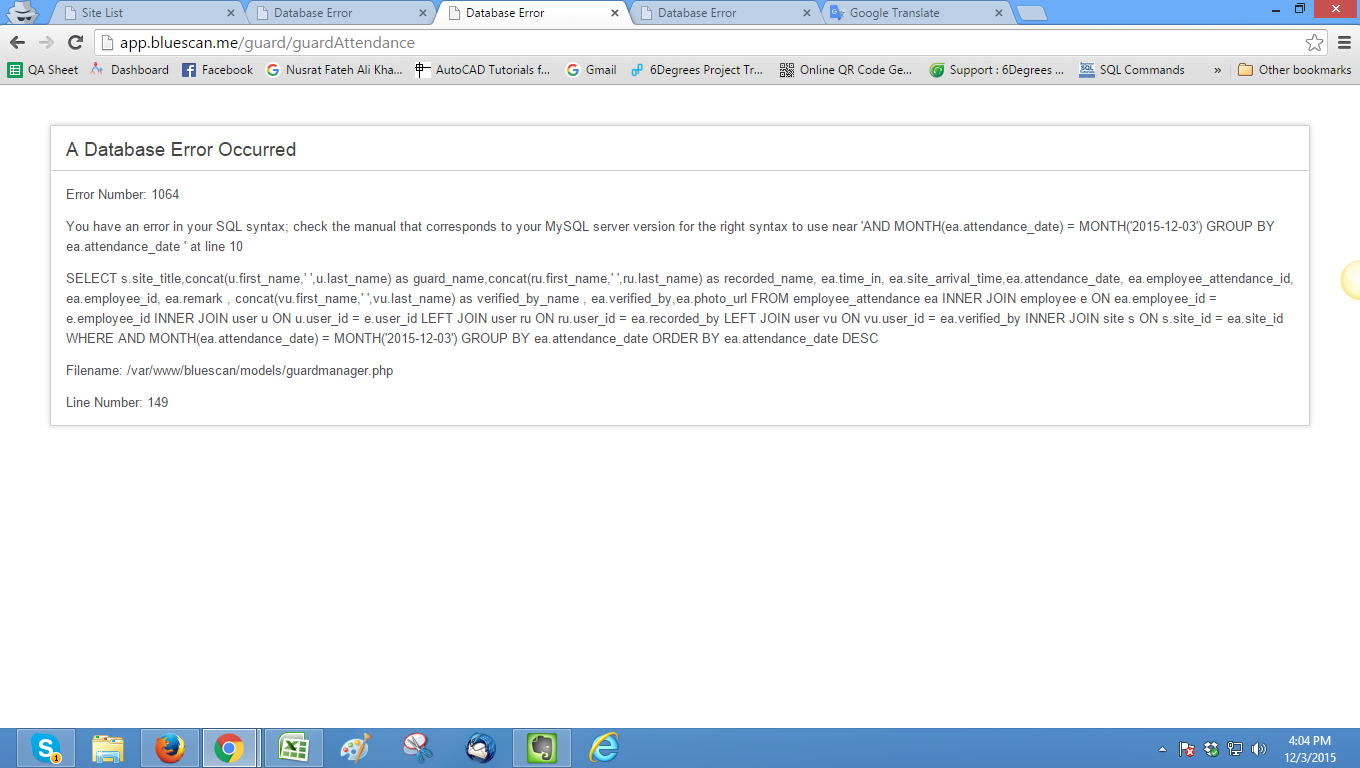 Site List
Database Error
Database Error
Database Error
Google Translate
app.bluescan.me/guard/guardAttendance
QA Sheet
Dashboard
Facebook
Nusrat Fateh Ali Kha...
AutoCAD Tutorials f...
Gmail
6Degrees Project Tr...
Online QR Code Ge...
Support : 6Degrees ...
SQL Commands
»
Other bookmarks
A Database Error Occurred
Error Number: 1064
You have an error in your SQL syntax; check the manual that corresponds to your MySQL server version for the right syntax to use near 'AND MONTH(ea.attendance_date) = MONTH('2015-12-03') GROUP BY
ea.attendance_date ' at line 10
SELECT s.site_title,concat(u.first_name,' ',u.last_name) as guard_name,concat(ru.first_name,' ',ru.last_name) as recorded_name, ea.time_in, ea.site_arrival_time,ea.attendance_date, ea.employee_attendance_id,
ea.employee_id, ea.remark , concat(vu.first_name,' ',vu.last_name) as verified_by_name , ea.verified_by,ea.photo_url FROM employee_attendance ea INNER JOIN employee e ON ea.employee_id =
e.employee_id INNER JOIN user u ON u.user_id = e.user_id LEFT JOIN user ru ON ru.user_id = ea.recorded_by LEFT JOIN user vu ON vu.user_id = ea.verified_by INNER JOIN site s ON s.site_id = ea.site_id
WHERE AND MONTH(ea.attendance_date) = MONTH('2015-12-03') GROUP BY ea.attendance_date ORDER BY ea.attendance_date DESC
Filename: /var/www/bluescan/models/guardmanager.php
Line Number: 149
4:04 PM
12/3/2015